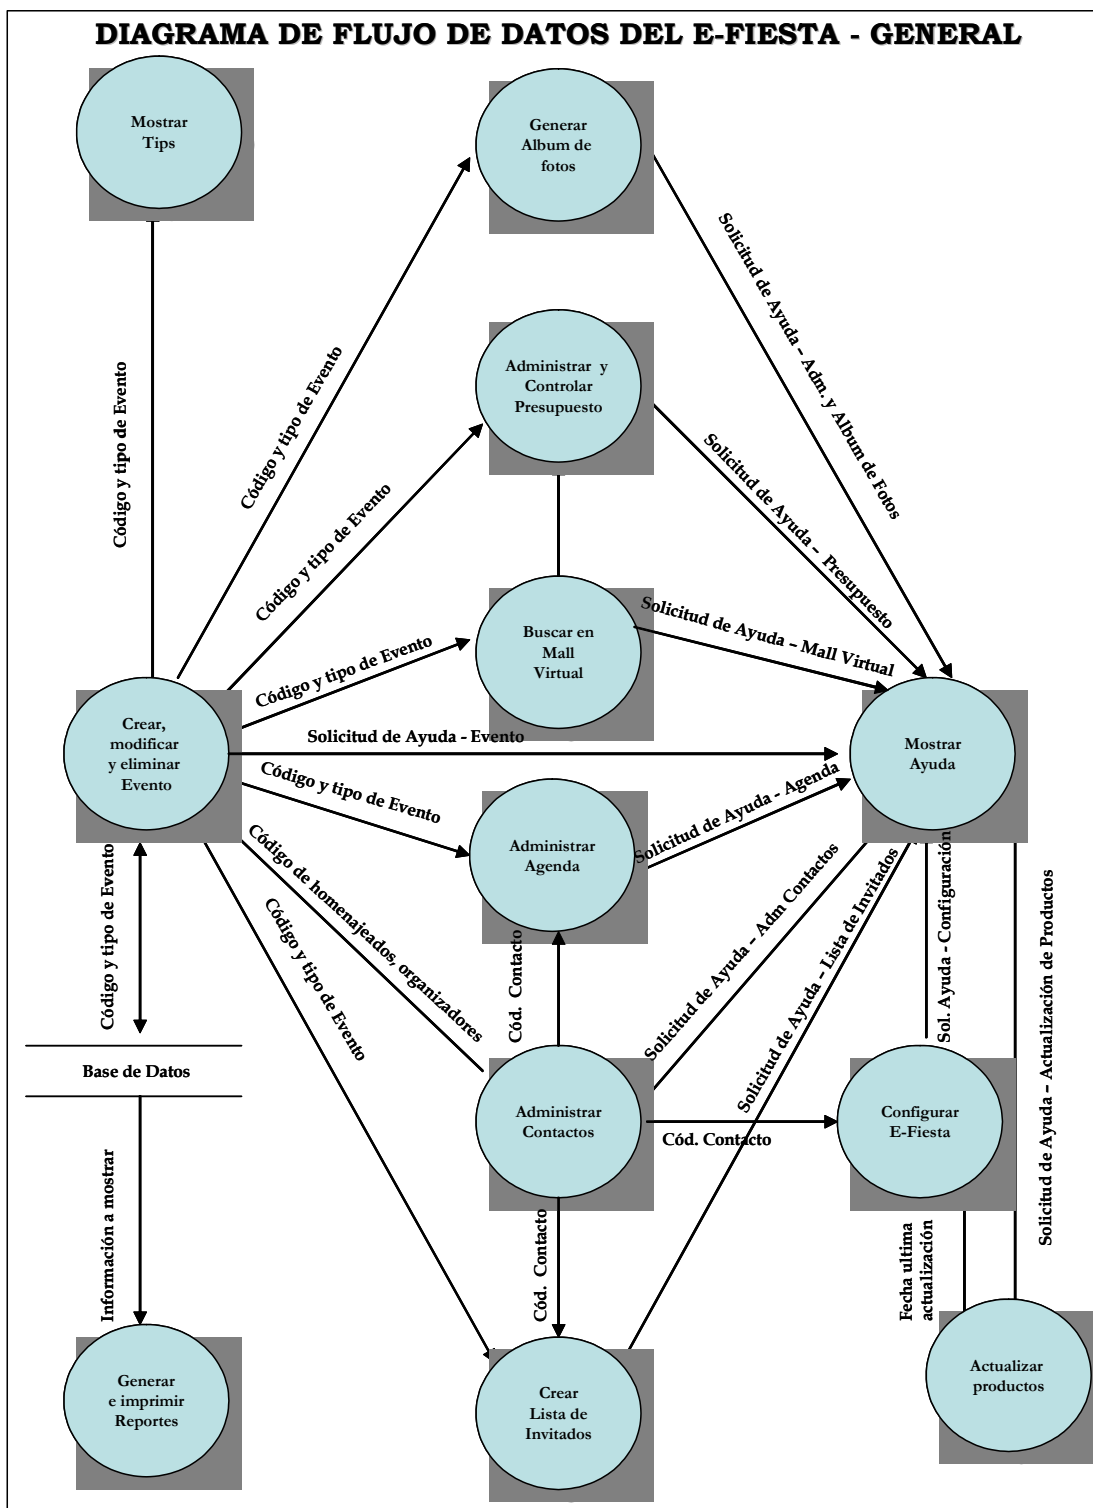 DIAGRAMA DE FLUJO DE DATOS DEL E-FIESTA - GENERAL
Mostrar
Tips
Generar
Album de
fotos
Solicitud de Ayuda – Adm. y Album de Fotos
Código y tipo de Evento
Código y tipo de Evento
Administrar y
Controlar
Presupuesto
Código y tipo de Evento
Solicitud de Ayuda – Presupuesto
Buscar en
Mall
Virtual
Solicitud de Ayuda – Mall Virtual
Código y tipo de Evento
Crear,
modificar
y eliminar
Evento
Solicitud de Ayuda - Evento
Mostrar
Ayuda
Código y tipo de Evento
Solicitud de Ayuda - Agenda
Administrar
Agenda
Código y tipo de Evento
Código de homenajeados, organizadores
Código y tipo de Evento
Cód. Contacto
Solicitud de Ayuda – Adm Contactos
Solicitud de Ayuda – Lista de Invitados
Sol. Ayuda - Configuración
Solicitud de Ayuda – Actualización de Productos
Base de Datos
Administrar
Contactos
Cód. Contacto
Configurar
E-Fiesta
Información a mostrar
Cód. Contacto
Fecha ultima
actualización
Generar
e imprimir
Reportes
Crear
Lista de
Invitados
Actualizar
productos